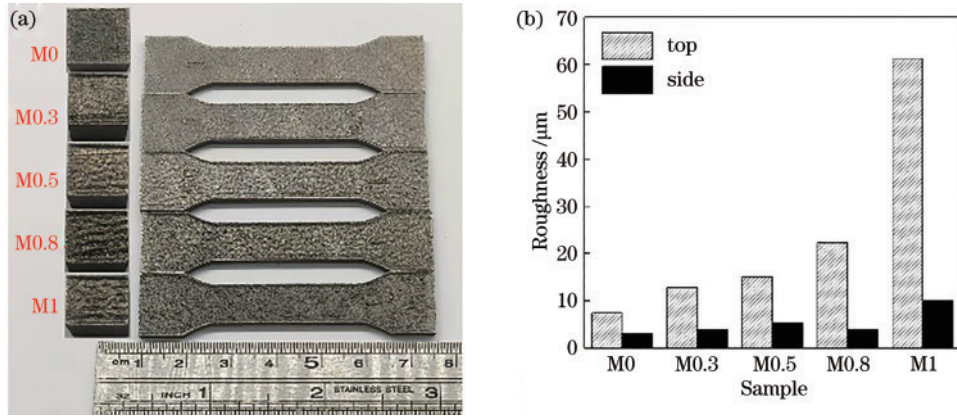 (a)
M0
M0.3
M0.5
M0.8
M1
cm 1 2 3 4 5 6 7 8
32 INCH 1 2 STAINLESS STEEL 3
(b)
70
60
50
40
30
20
10
0
Roughness /μm
top
side
M0 M0.3 M0.5 M0.8 M1
Sample